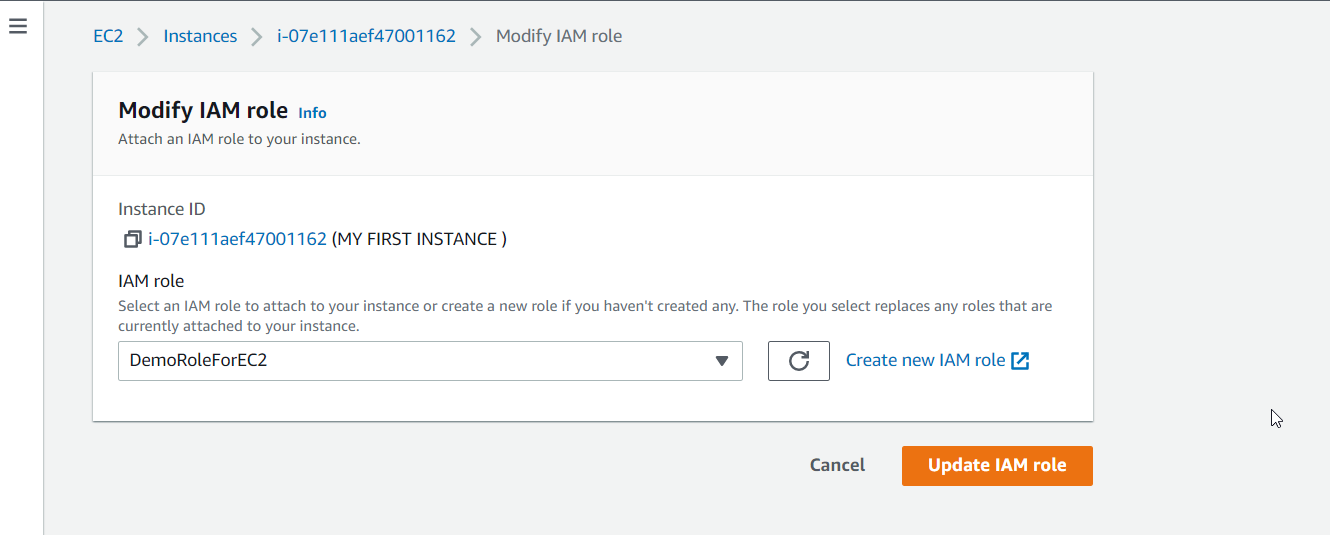 EC2 Instances i-07e111aef47001162 Modify IAM role
Modify IAM role Info
Attach an IAM role to your instance.
Instance ID
i-07e111aef47001162 (MY FIRST INSTANCE )
IAM role
Select an IAM role to attach to your instance or create a new role if you haven't created any. The role you select replaces any roles that are
currently attached to your instance.
DemoRoleForEC2
Create new IAM role
Cancel
Update IAM role